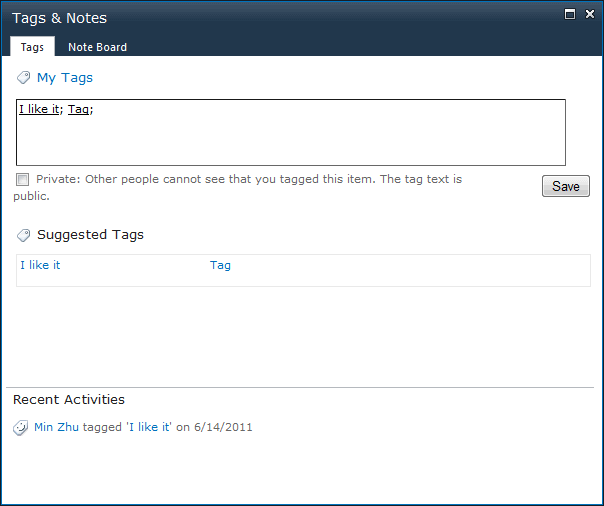 Tags & Notes
Tags
Note Board
My Tags
I like it; Tag;
Private: Other people cannot see that you tagged this item. The tag text is
public.
Save
Suggested Tags
I like it
Tag
Recent Activities
Min Zhu tagged 'I like it' on 6/14/2011